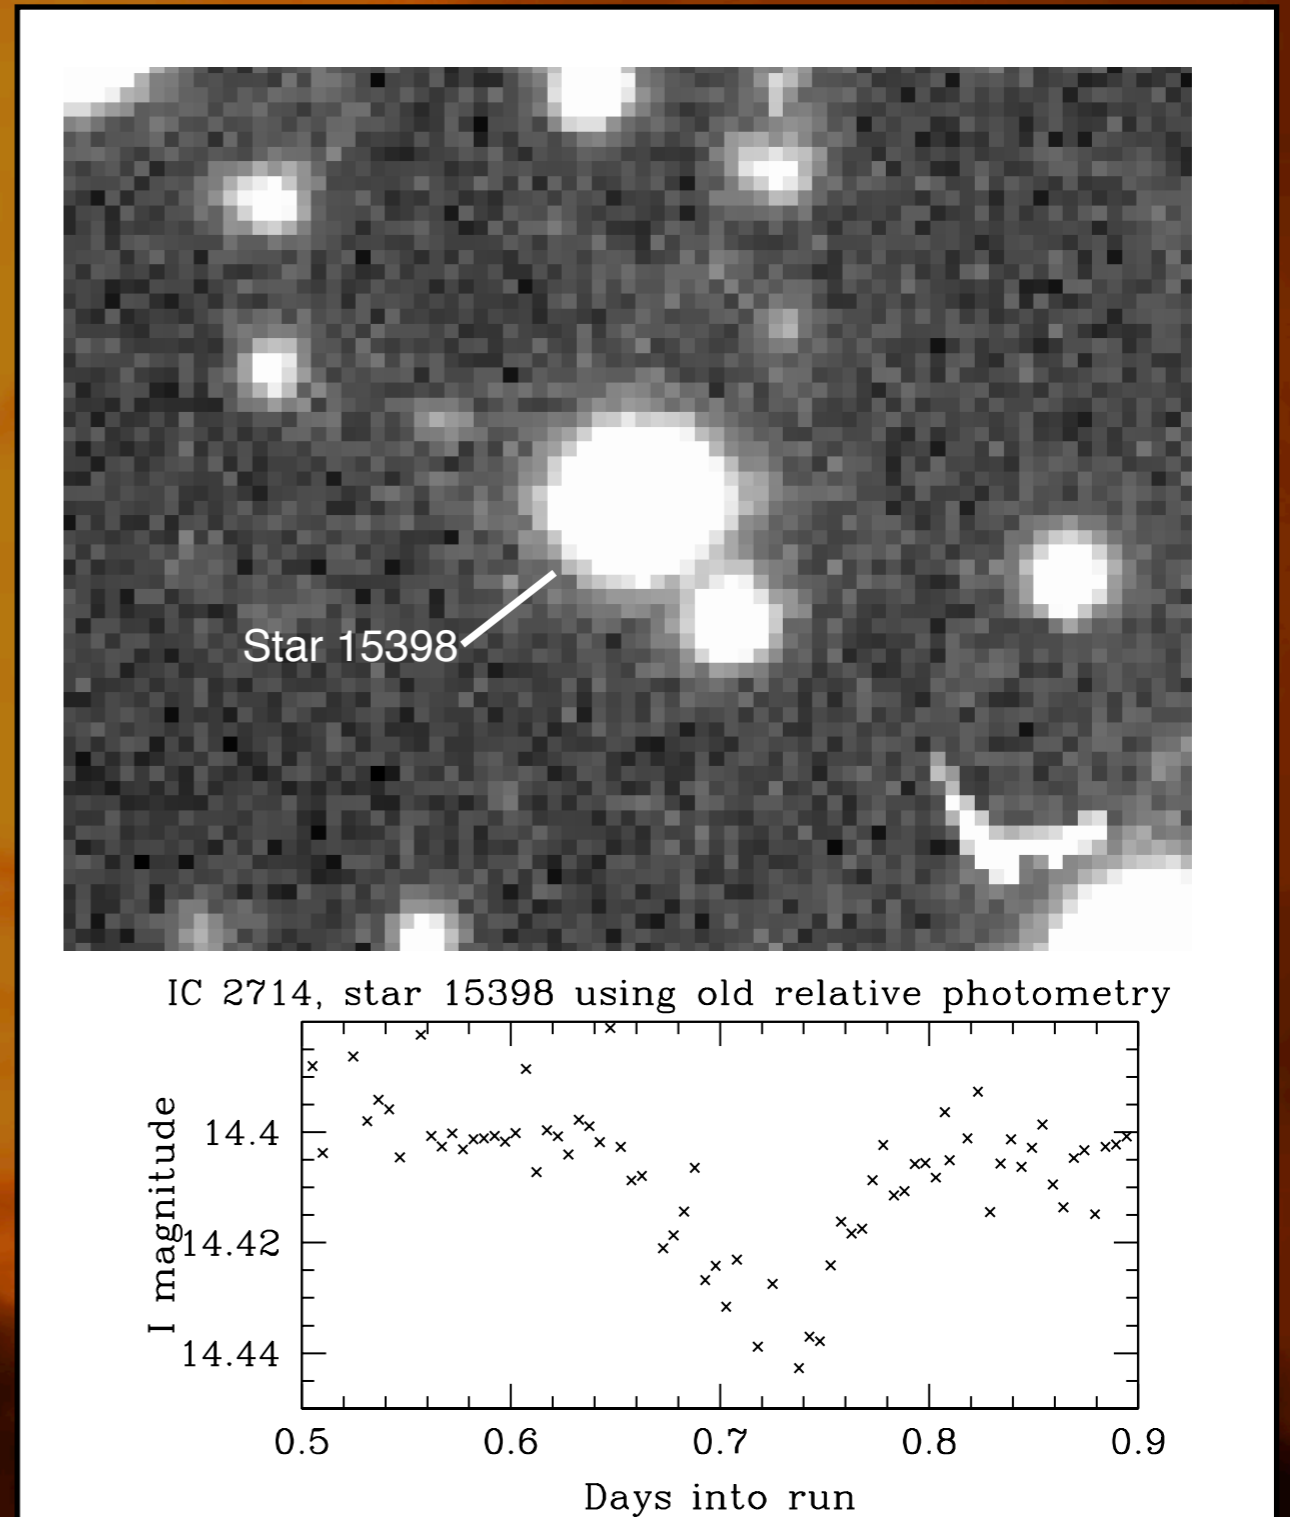 Star 15398
IC 2714, star 15398 using old relative photometry
I magnitude
14.4
14.42
14.44
0.5 0.6 0.7 0.8 0.9
Days into run